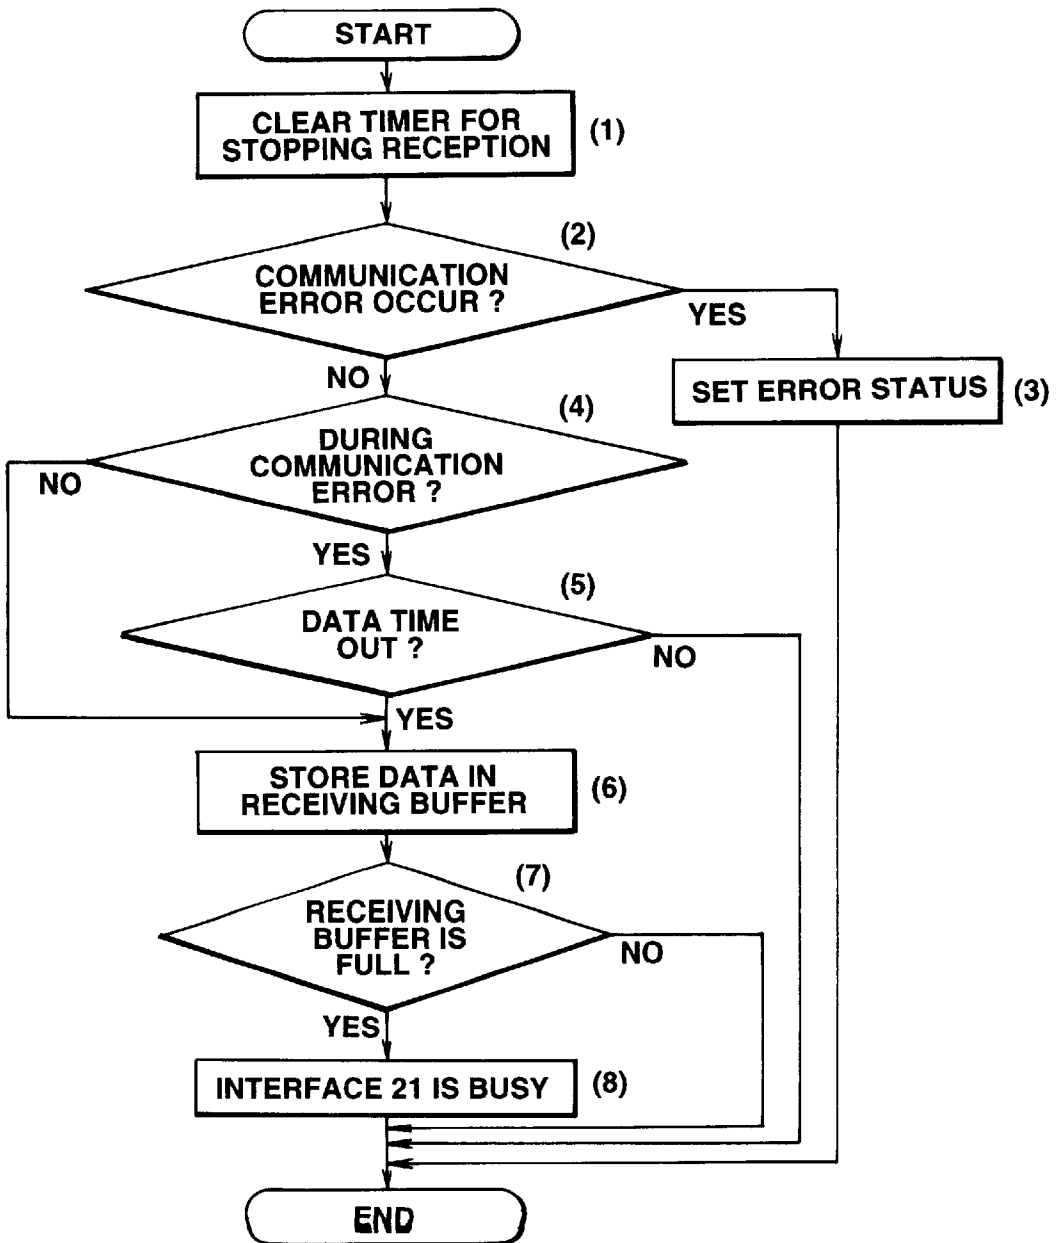 START
CLEAR TIMER FOR
STOPPING RECEPTION
(1)
(2)
COMMUNICATION
ERROR OCCUR ?
YES
NO
SET ERROR STATUS
(3)
(4)
DURING
COMMUNICATION
ERROR ?
NO
YES
(5)
DATA TIME
OUT ?
NO
YES
STORE DATA IN
RECEIVING BUFFER
(6)
(7)
RECEIVING
BUFFER IS
FULL ?
NO
YES
INTERFACE 21 IS BUSY
(8)
END